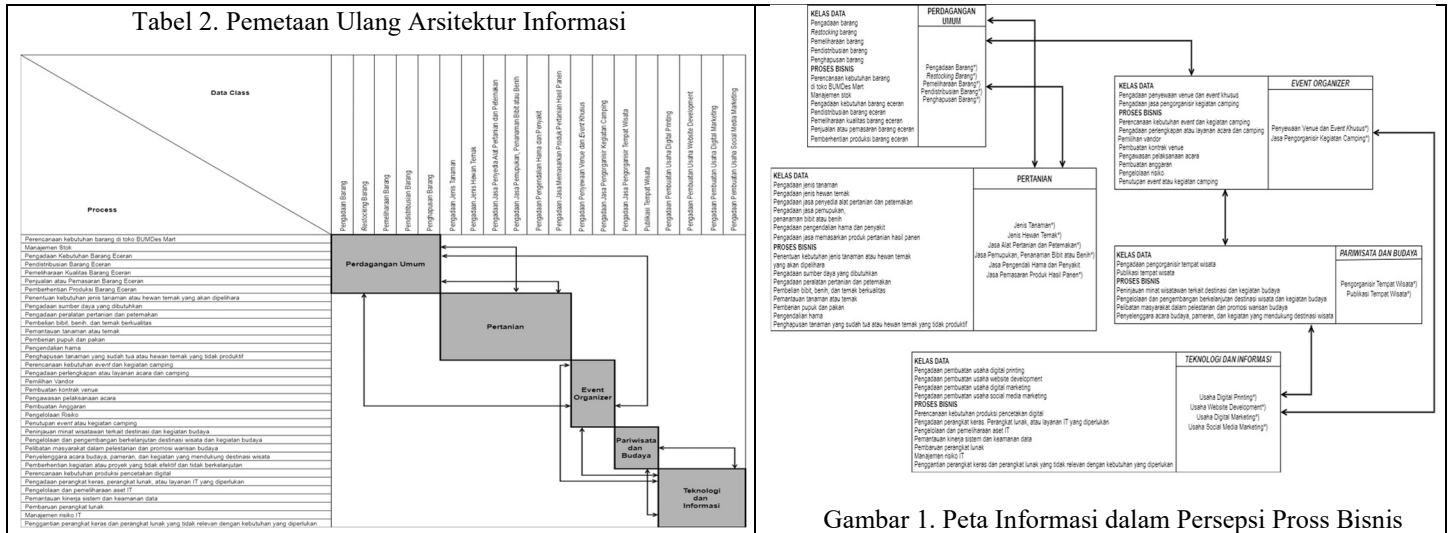 Tabel 2. Pemetaan Ulang Arsitektur Informasi
Data Class
Process
Pengadaan Barang
Restocking Barang
Pemeliharaan Barang
Pendistribusian Barang
Penghapusan Barang
Pengadaan Jenis Tanaman
Pengadaan Jenis Hewan Ternak
Pengadaan Jasa Penyedia Alat Pertanian dan Peternakan
Pengadaan Jasa Pemupukan, Penanaman Bibit atau Benih
Pengadaan Pengendalian Hama dan Penyakit
Pengadaan Jasa Memasarkan Produk Pertanian Hasil Panen
Pengadaan Penyewaan Venue dan Event Khusus
Pengadaan Jasa Pengorganisir Kegiatan Camping
Pengadaan Jasa Pengorganisir Tempat Wisata
Publikasi Tempat Wisata
Pengadaan Pembuatan Usaha Digital Printing
Pengadaan Pembuatan Usaha Website Development
Pengadaan Pembuatan Usaha Digital Marketing
Pengadaan Pembuatan Usaha Social Media Marketing
Perencanaan kebutuhan barang di toko BUMDes Mart
Manajemen Stok
Pengadaan Kebutuhan Barang Eceran
Pendistribusian Barang Eceran
Pemeliharaan Kualitas Barang Eceran
Penjualan atau Pemasaran Barang Eceran
Pemberhentian Produksi Barang Eceran
Penentuan kebutuhan jenis tanaman atau hewan ternak yang akan dipelihara
Pengadaan sumber daya yang dibutuhkan
Pengadaan peralatan pertanian dan peternakan
Pembelian bibit, benih, dan ternak berkualitas
Pemantauan tanaman atau ternak
Pemberian pupuk dan pakan
Pengendalian hama
Penghapusan tanaman yang sudah tua atau hewan ternak yang tidak produktif
Perencanaan kebutuhan event dan kegiatan camping
Pengadaan perlengkapan atau layanan acara dan camping
Pemilihan Vandor
Pembuatan kontrak venue
Pengawasan pelaksanaan acara
Pembuatan Anggaran
Pengelolaan Risiko
Penutupan event atau kegiatan camping
Peninjauan minat wisatawan terkait destinasi dan kegiatan budaya
Pengelolaan dan pengembangan berkelanjutan destinasi wisata dan kegiatan budaya
Pelibatan masyarakat dalam pelestarian dan promosi warisan budaya
Penyelenggara acara budaya, pameran, dan kegiatan yang mendukung destinasi wisata
Pemberhentian kegiatan atau proyek yang tidak efektif dan tidak berkelanjutan
Perencanaan kebutuhan produksi pencetakan digital
Pengadaan perangkat keras, perangkat lunak, atau layanan IT yang diperlukan
Pengelolaan dan pemeliharaan aset IT
Pemantauan kinerja sistem dan keamanan data
Pembaruan perangkat lunak
Manajemen risiko IT
Penggantian perangkat keras dan perangkat lunak yang tidak relevan dengan kebutuhan yang diperlukan
Perdagangan Umum
Pertanian
Event
Organizer
Pariwisata
dan
Budaya
Teknologi
dan
Informasi
KELAS DATA
Pengadaan barang
Restocking barang
Pemeliharaan barang
Pendistribusian barang
Penghapusan barang
PROSES BISNIS
Perencanaan kebutuhan barang
di toko BUMDes Mart
Manajemen stok
Pengadaan kebutuhan barang eceran
Pendistribusian barang eceran
Pemeliharaan kualitas barang eceran
Penjualan atau pemasaran barang eceran
Pemberhentian produksi barang eceran
PERDAGANGAN
UMUM
Pengadaan Barang*)
Restocking Barang*)
Pemeliharaan Barang*)
Pendistribusian Barang*)
Penghapusan Barang*)
KELAS DATA
Pengadaan penyewaan venue dan event khusus
Pengadaan jasa pengorganisir kegiatan camping
PROSES BISNIS
Perencanaan kebutuhan event dan kegiatan camping
Pengadaan perlengkapan atau layanan acara dan camping
Pemilihan vandor
Pembuatan kontrak venue
Pengawasan pelaksanaan acara
Pembuatan anggaran
Pengelolaan risiko
Penutupan event atau kegiatan camping
EVENT ORGANIZER
Penyewaan Venue dan Event Khusus*)
Jasa Pengorganisir Kegiatan Camping*)
KELAS DATA
Pengadaan jenis tanaman
Pengadaan jenis hewan ternak
Pengadaan jasa penyedia alat pertanian dan peternakan
Pengadaan jasa pemupukan,
penanaman bibit atau benih
Pengadaan pengendalian hama dan penyakit
Pengadaan jasa memasarkan produk pertanian hasil panen
PROSES BISNIS
Penentuan kebutuhan jenis tanaman atau hewan ternak
yang akan dipelihara
Pengadaan sumber daya yang dibutuhkan
Pengadaan peralatan pertanian dan peternakan
Pembelian bibit, benih, dan ternak berkualitas
Pemantauan tanaman atau ternak
Pemberian pupuk dan pakan
Pengendalian hama
Penghapusan tanaman yang sudah tua atau hewan ternak yang tidak produktif
PERTANIAN
Jenis Tanaman*)
Jenis Hewan Ternak*)
Jasa Alat Pertanian dan Peternakan*)
Jasa Pemupukan, Penanaman Bibit atau Benih*)
Jasa Pengendali Hama dan Penyakit
Jasa Pemasaran Produk Hasil Panen*)
KELAS DATA
Pengadaan pengorganisir tempat wisata
Publikasi tempat wisata
PROSES BISNIS
Peninjauan minat wisatawan terkait destinasi dan kegiatan budaya
Pengelolaan dan pengembangan berkelanjutan destinasi wisata dan kegiatan budaya
Pelibatan masyarakat dalam pelestarian dan promosi warisan budaya
Penyelenggara acara budaya, pameran, dan kegiatan yang mendukung destinasi wisata
PARIWISATA DAN BUDAYA
Pengorganisir Tempat Wisata*)
Publikasi Tempat Wisata*)
KELAS DATA
Pengadaan pembuatan usaha digital printing
Pengadaan pembuatan usaha website development
Pengadaan pembuatan usaha digital marketing
Pengadaan pembuatan usaha social media marketing
PROSES BISNIS
Perencanaan kebutuhan produksi pencetakan digital
Pengadaan perangkat keras. Perangkat lunak, atau layanan IT yang diperlukan
Pengelolaan dan pemeliharaan aset IT
Pemantauan kinerja sistem dan keamanan data
Pembaruan perangkat lunak
Manajemen risiko IT
Penggantian perangkat keras dan perangkat lunak yang tidak relevan dengan kebutuhan yang diperlukan
TEKNOLOGI DAN INFORMASI
Usaha Digital Printing*)
Usaha Website Development*)
Usaha Digital Marketing*)
Usaha Social Media Marketing*)
Gambar 1. Peta Informasi dalam Persepsi Pross Bisnis